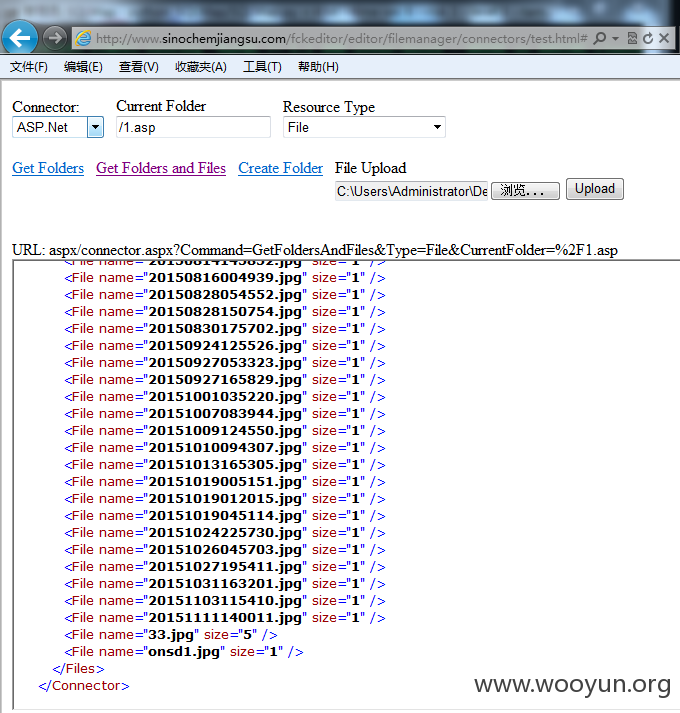 http://www.sinochemjiangsu.com/fckeditor/editor/filemanager/connectors/test.html#
文件(F) 编辑(E) 查看(V) 收藏夹(A) 工具(T) 帮助(H)
Connector: Current Folder Resource Type
ASP.Net /1.asp File
Get Folders Get Folders and Files Create Folder File Upload
C:\Users\Administrator\De 浏览... Upload
URL: aspx/connector.aspx?Command=GetFoldersAndFiles&Type=File&CurrentFolder=%2F1.asp
<File name="20150814145632.jpg" size="1" />
<File name="20150816004939.jpg" size="1" />
<File name="20150828054552.jpg" size="1" />
<File name="20150828150754.jpg" size="1" />
<File name="20150830175702.jpg" size="1" />
<File name="20150924125526.jpg" size="1" />
<File name="20150927053323.jpg" size="1" />
<File name="20150927165829.jpg" size="1" />
<File name="20151001035220.jpg" size="1" />
<File name="20151007083944.jpg" size="1" />
<File name="20151009124550.jpg" size="1" />
<File name="20151010094307.jpg" size="1" />
<File name="20151013165305.jpg" size="1" />
<File name="20151019005151.jpg" size="1" />
<File name="20151019012015.jpg" size="1" />
<File name="20151019045114.jpg" size="1" />
<File name="20151024225730.jpg" size="1" />
<File name="20151026045703.jpg" size="1" />
<File name="20151027195411.jpg" size="1" />
<File name="20151031163201.jpg" size="1" />
<File name="20151103115410.jpg" size="1" />
<File name="20151111140011.jpg" size="1" />
<File name="33.jpg" size="5" />
<File name="onsd1.jpg" size="1" />
</Files>
</Connector>
www.wooyun.org